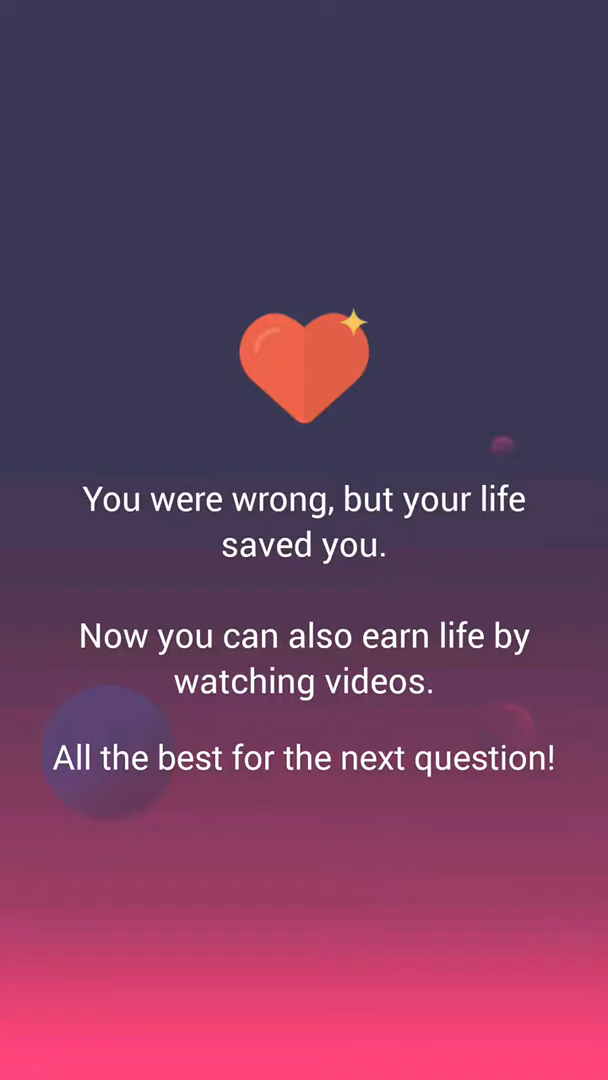 You were wrong, but your life
saved you.
Now you can also earn life by
watching videos.
All the best for the next question!